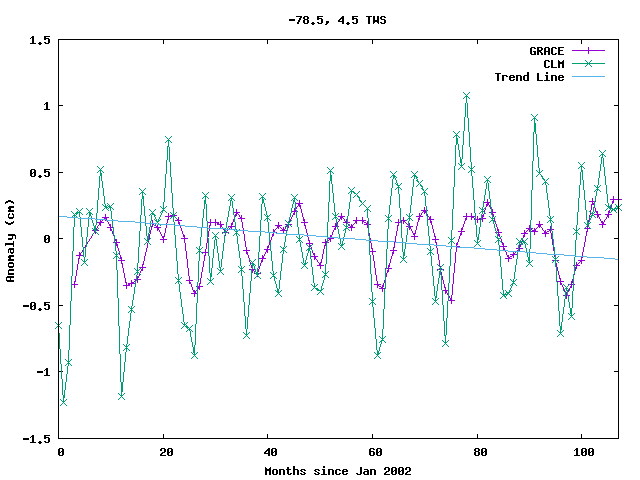 -78.5, 4.5 TWS
1.5
1
0.5
0
-0.5
-1
-1.5
Anomaly (cm)
GRACE
CLM
Trend Line
0 20 40 60 80 100
Months since Jan 2002